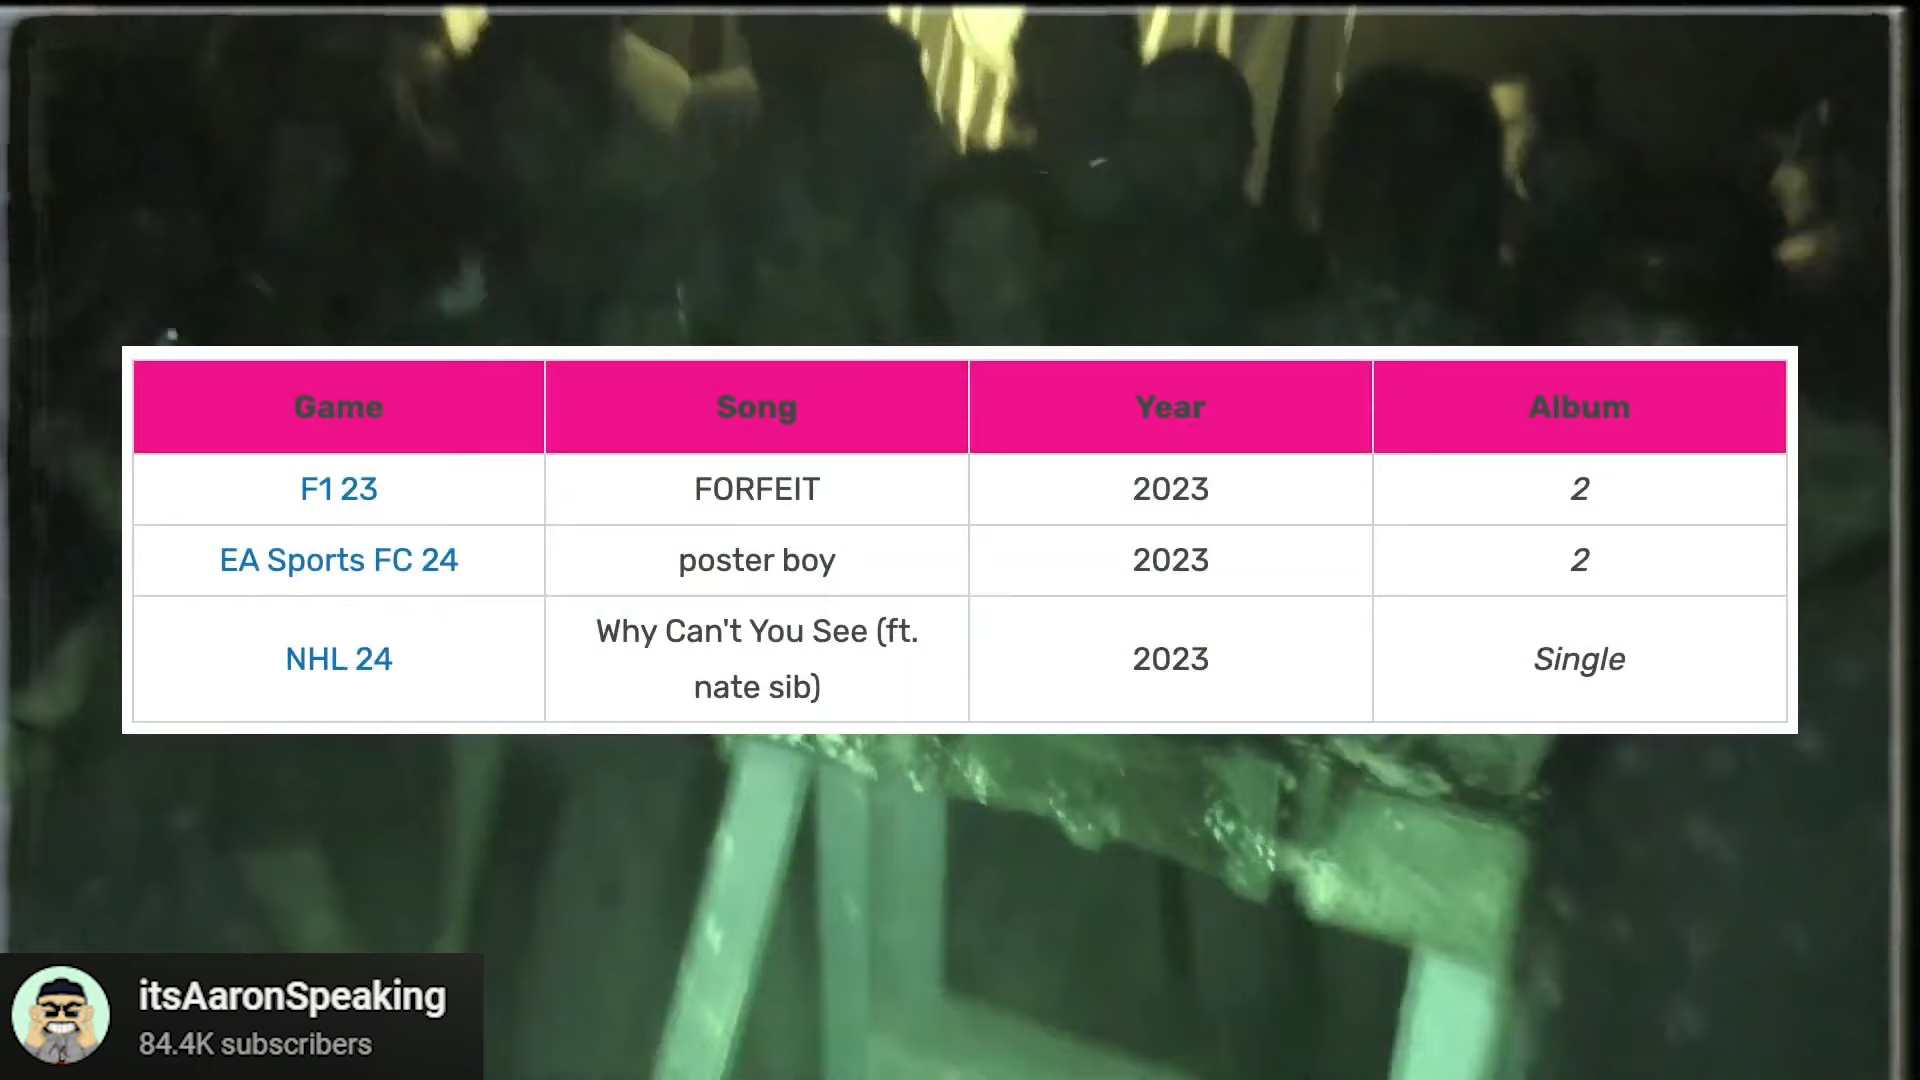 Game Song Year Album
F1 23 FORFEIT 2023 2
EA Sports FC 24 poster boy 2023 2
NHL 24 Why Can't You See (ft. nate sib) 2023 Single
itsAaronSpeaking
84.4K subscribers